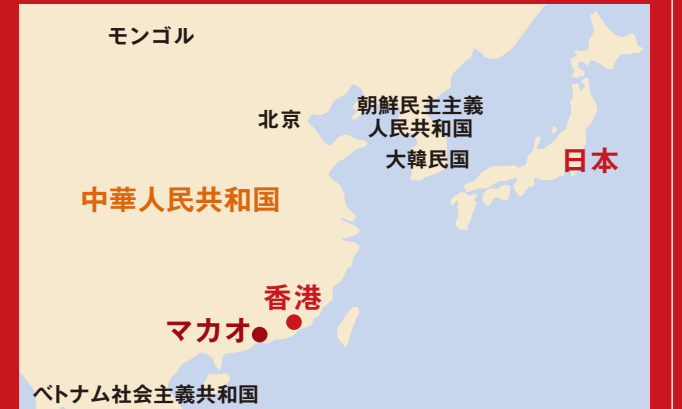 モンゴル
北京
朝鮮民主主義
人民共和国
大韓民国
日本
中華人民共和国
香港
マカオ
ベトナム社会主義共和国